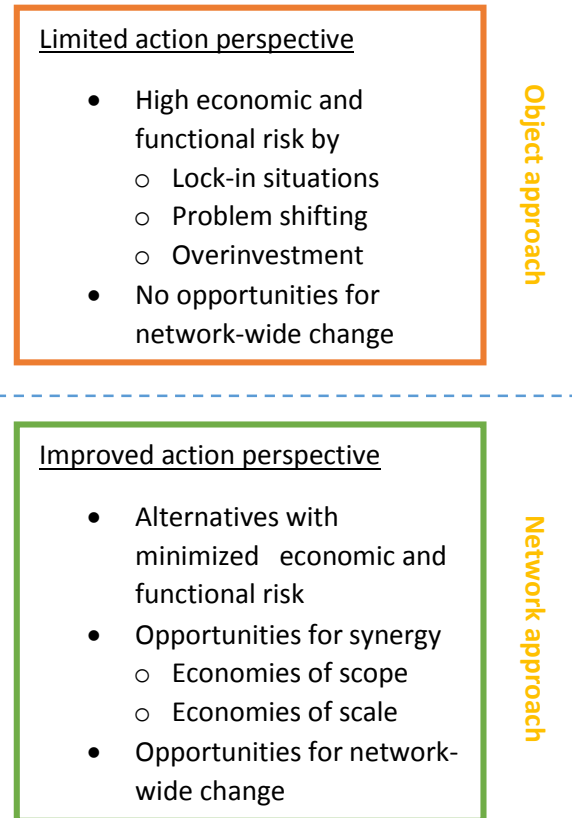 Limited action perspective
• High economic and
functional risk by
o Lock-in situations
o Problem shifting
o Overinvestment
• No opportunities for
network-wide change
Object approach
Improved action perspective
• Alternatives with
minimized economic and
functional risk
• Opportunities for synergy
o Economies of scope
o Economies of scale
• Opportunities for network-
wide change
Network approach